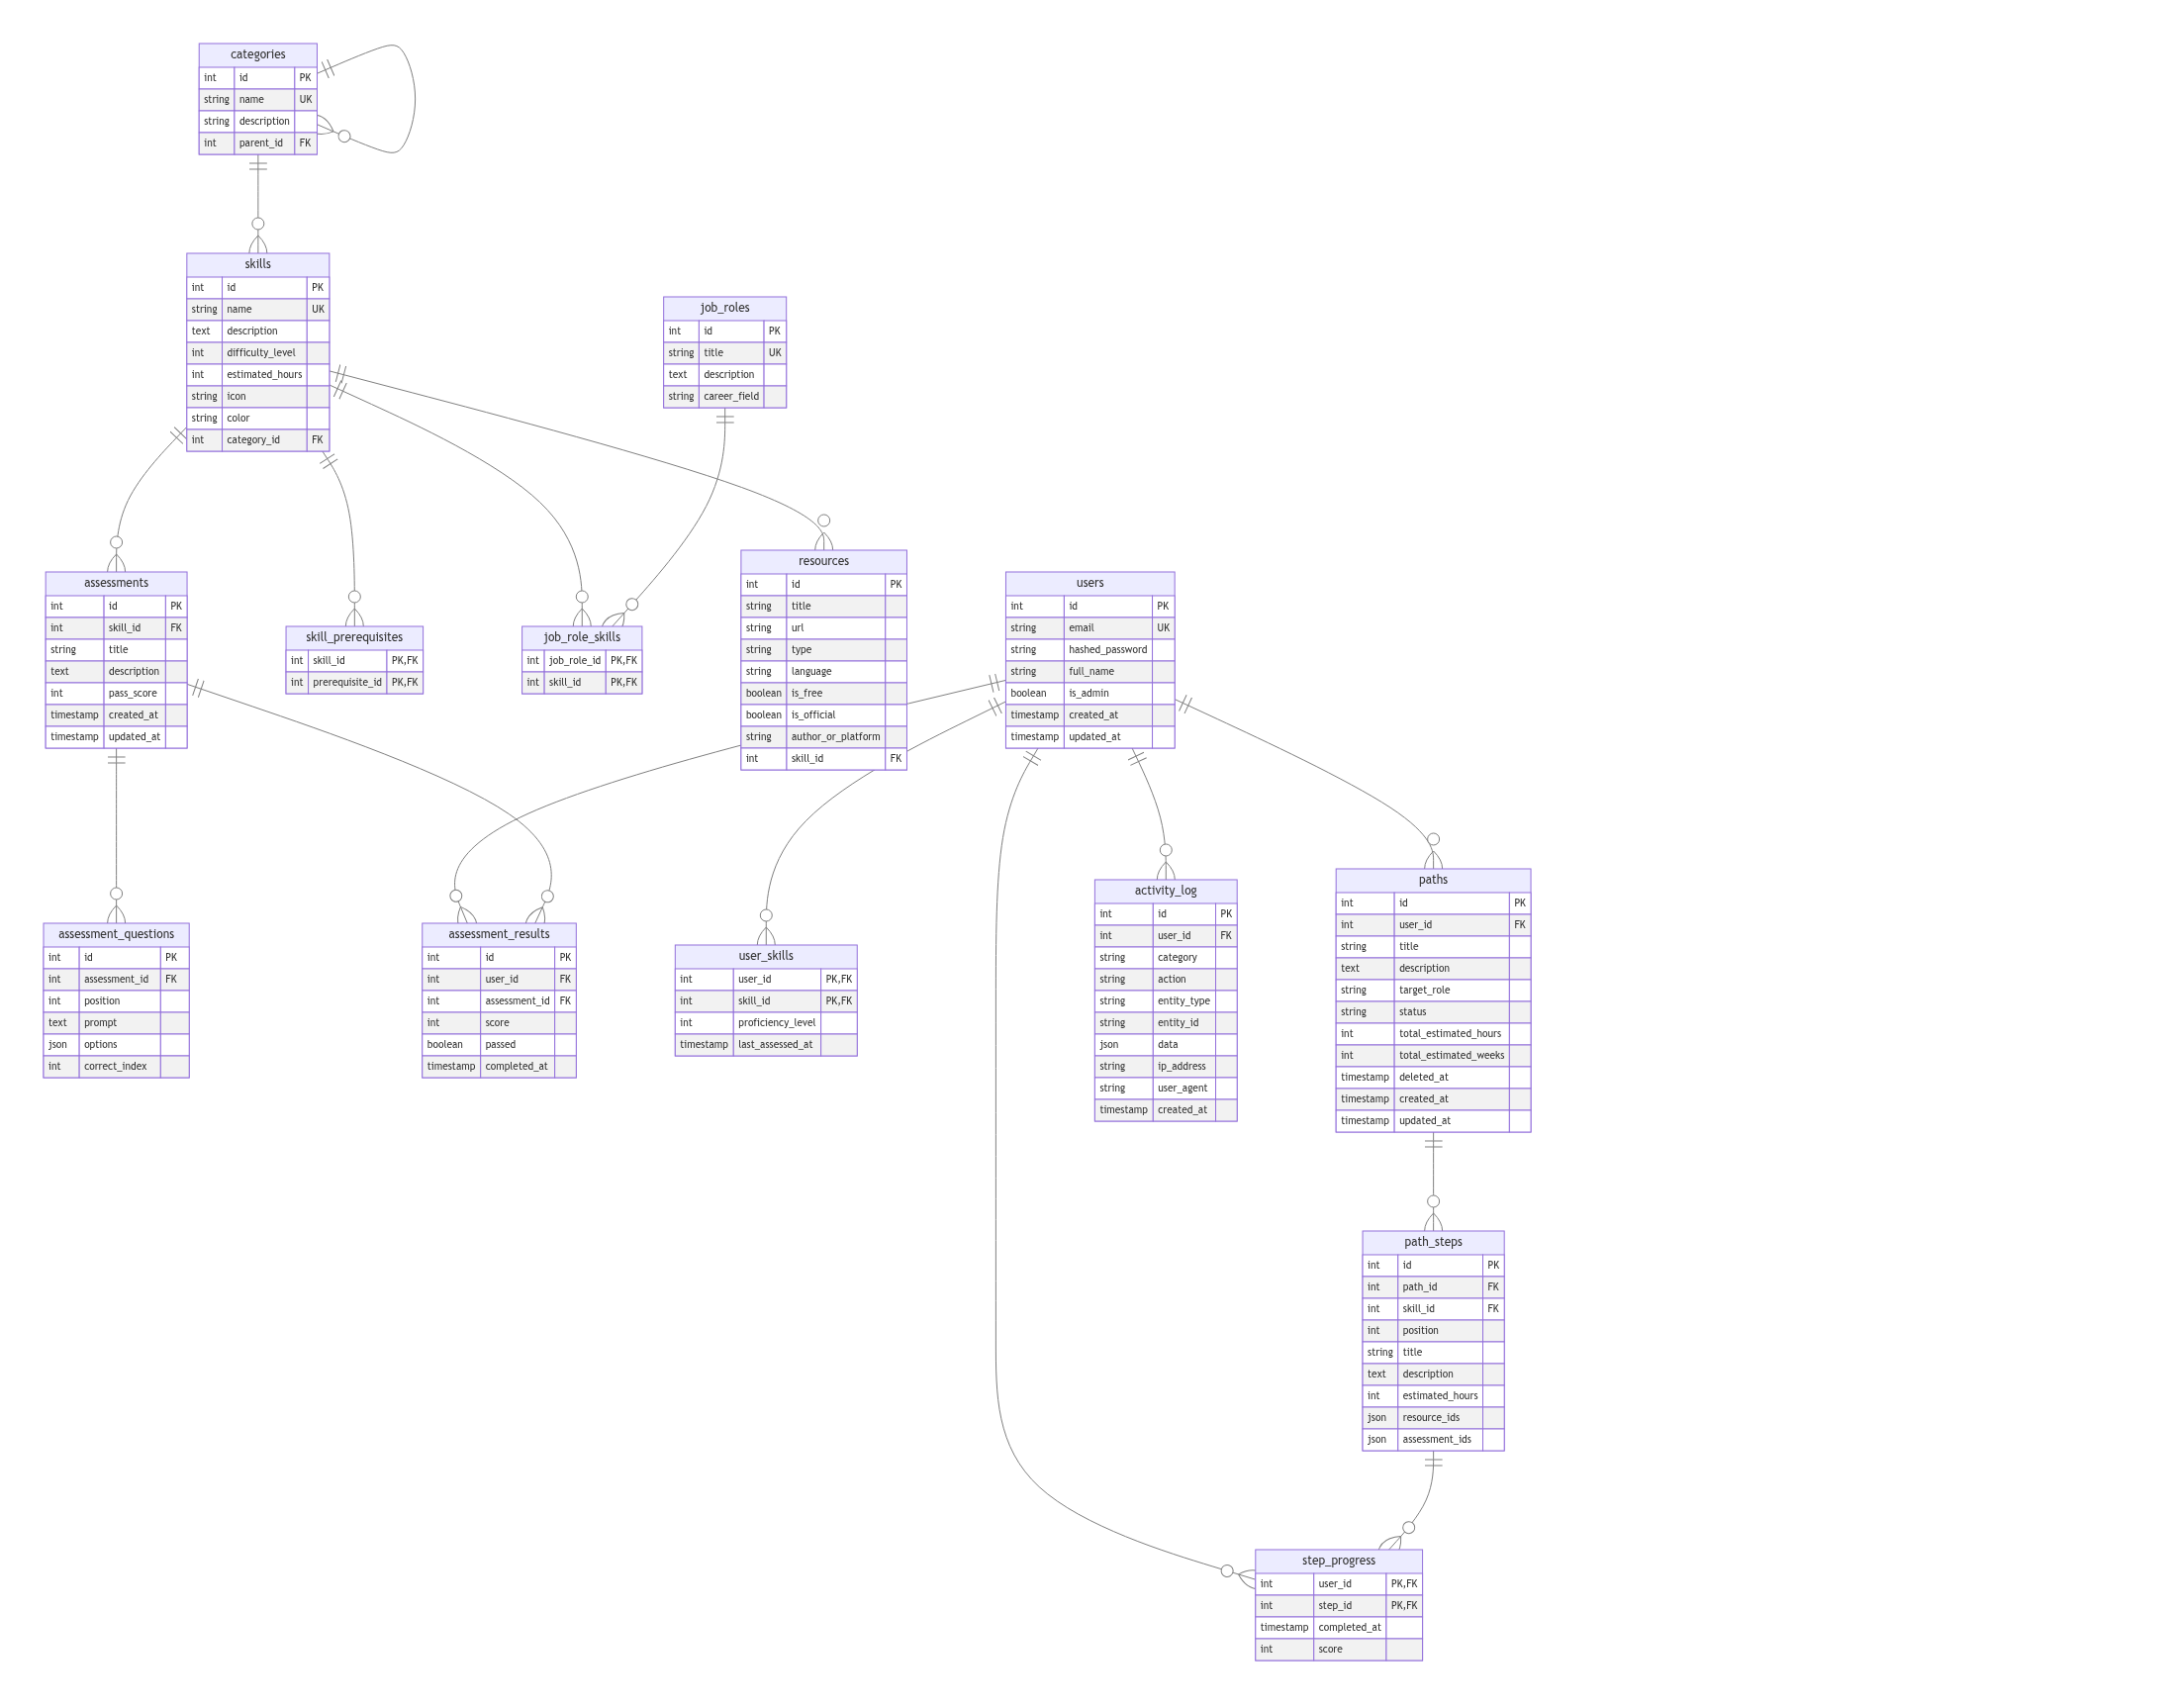 categories
int id PK
string name UK
string description
int parent_id FK
skills
int id PK
string name UK
text description
int difficulty_level
int estimated_hours
string icon
string color
int category_id FK
job_roles
int id PK
string title UK
text description
string career_field
resources
int id PK
string title
string url
string type
string language
boolean is_free
boolean is_official
string author_or_platform
int skill_id FK
users
int id PK
string email UK
string hashed_password
string full_name
boolean is_admin
timestamp created_at
timestamp updated_at
assessments
int id PK
int skill_id FK
string title
text description
int pass_score
timestamp created_at
timestamp updated_at
skill_prerequisites
int skill_id PK,FK
int prerequisite_id PK,FK
job_role_skills
int job_role_id PK,FK
int skill_id PK,FK
assessment_questions
int id PK
int assessment_id FK
int position
text prompt
json options
int correct_index
assessment_results
int id PK
int user_id FK
int assessment_id FK
int score
boolean passed
timestamp completed_at
user_skills
int user_id PK,FK
int skill_id PK,FK
int proficiency_level
timestamp last_assessed_at
activity_log
int id PK
int user_id FK
string category
string action
string entity_type
string entity_id
json data
string ip_address
string user_agent
timestamp created_at
paths
int id PK
int user_id FK
string title
text description
string target_role
string status
int total_estimated_hours
int total_estimated_weeks
timestamp deleted_at
timestamp created_at
timestamp updated_at
path_steps
int id PK
int path_id FK
int skill_id FK
int position
string title
text description
int estimated_hours
json resource_ids
json assessment_ids
step_progress
int user_id PK,FK
int step_id PK,FK
timestamp completed_at
int score